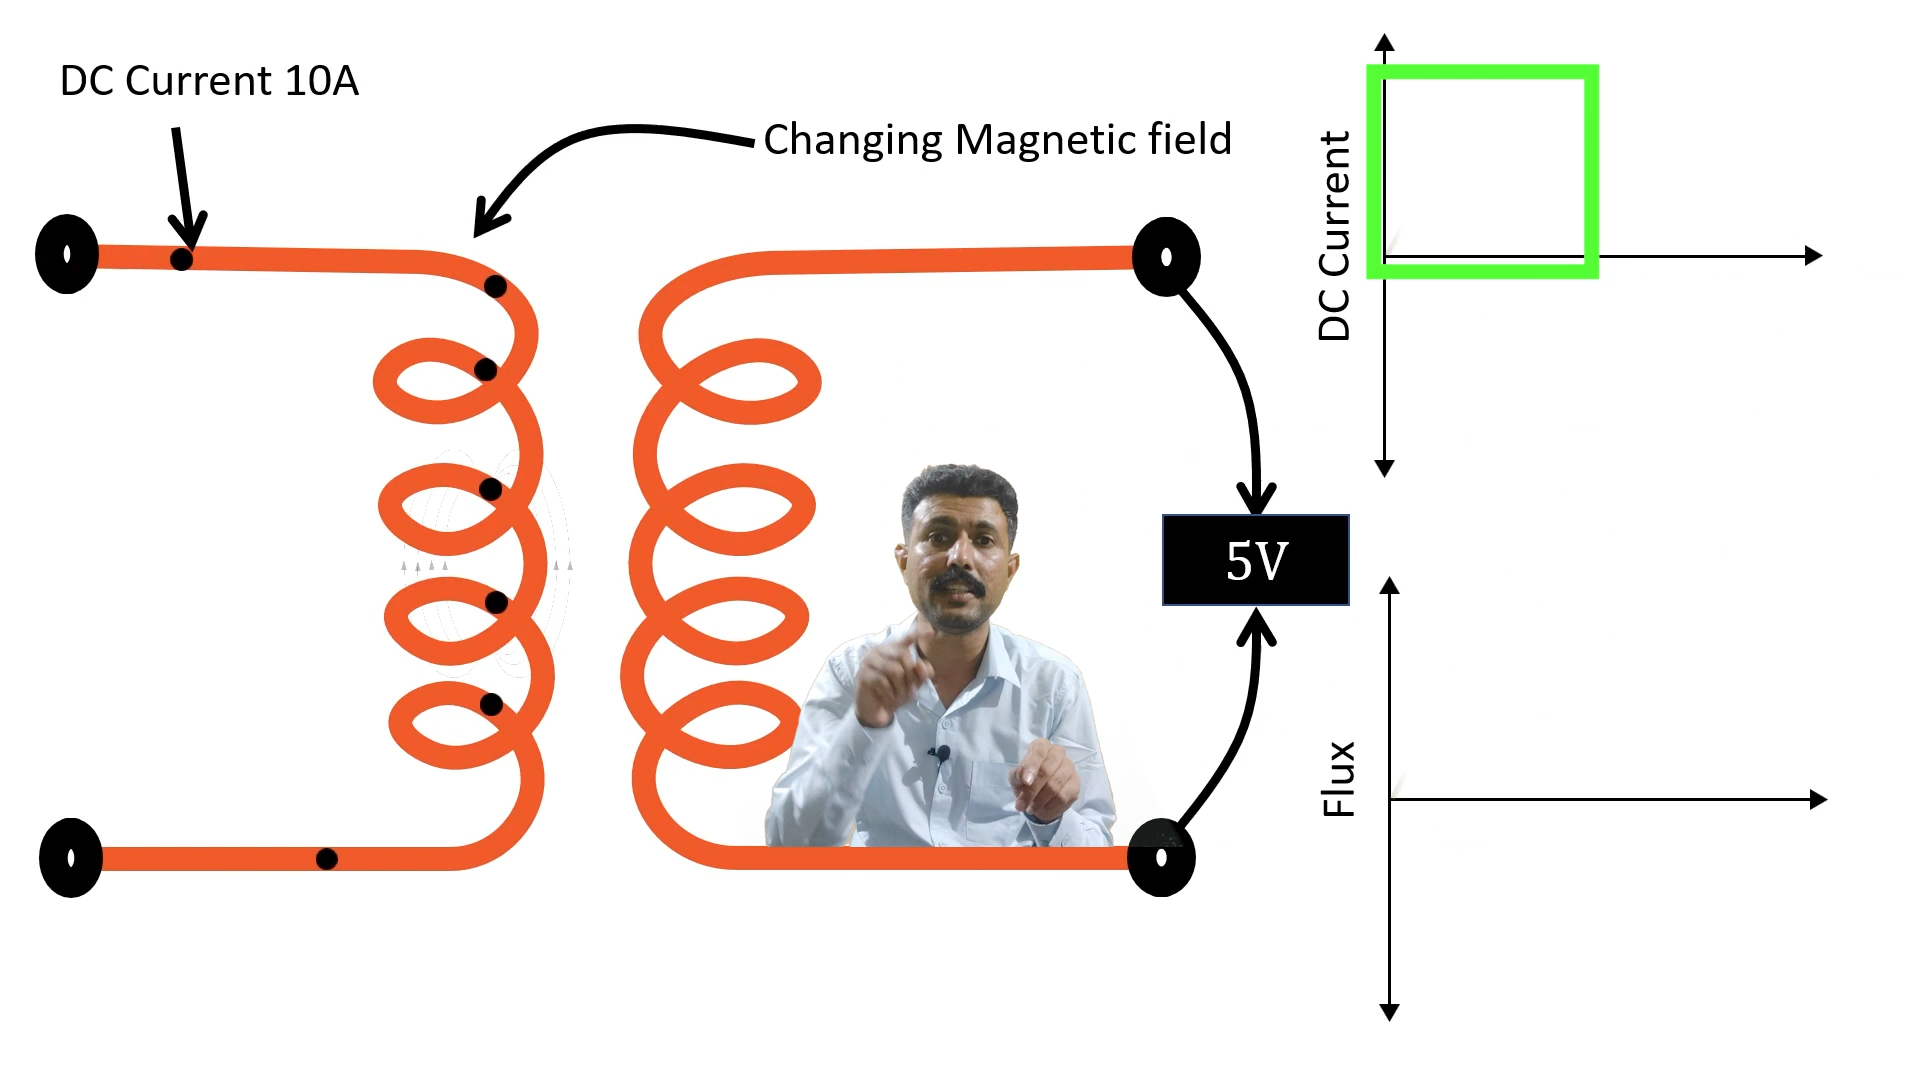 DC Current 10A
Changing Magnetic field
DC Current
5V
Flux